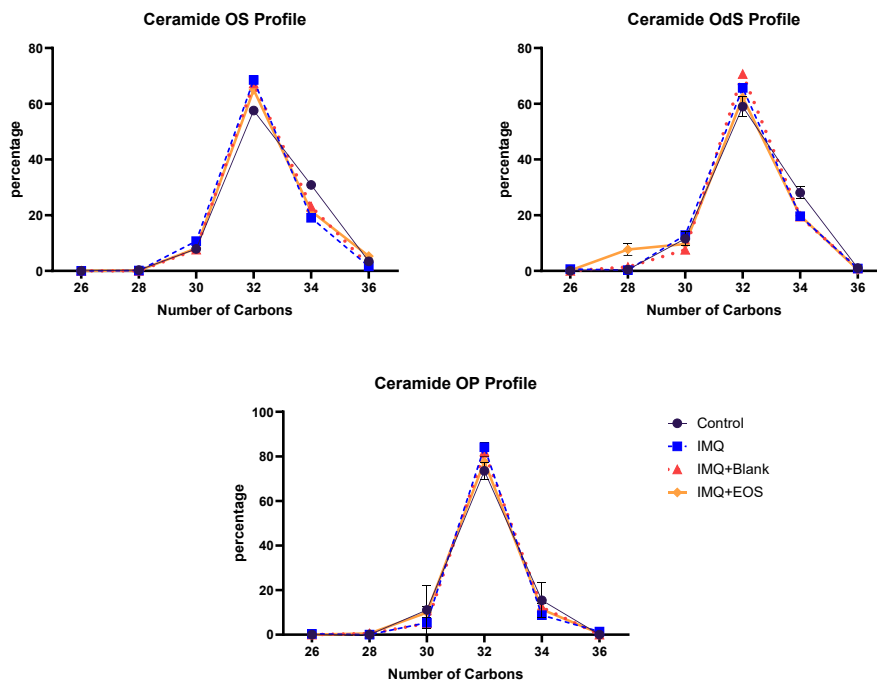 Ceramide OS Profile
80
60
40
20
0
percentage
26 28 30 32 34 36
Number of Carbons
Ceramide OdS Profile
80
60
40
20
0
percentage
26 28 30 32 34 36
Number of Carbons
Ceramide OP Profile
100
80
60
40
20
0
percentage
26 28 30 32 34 36
Number of Carbons
Control
IMQ
IMQ+Blank
IMQ+EOS